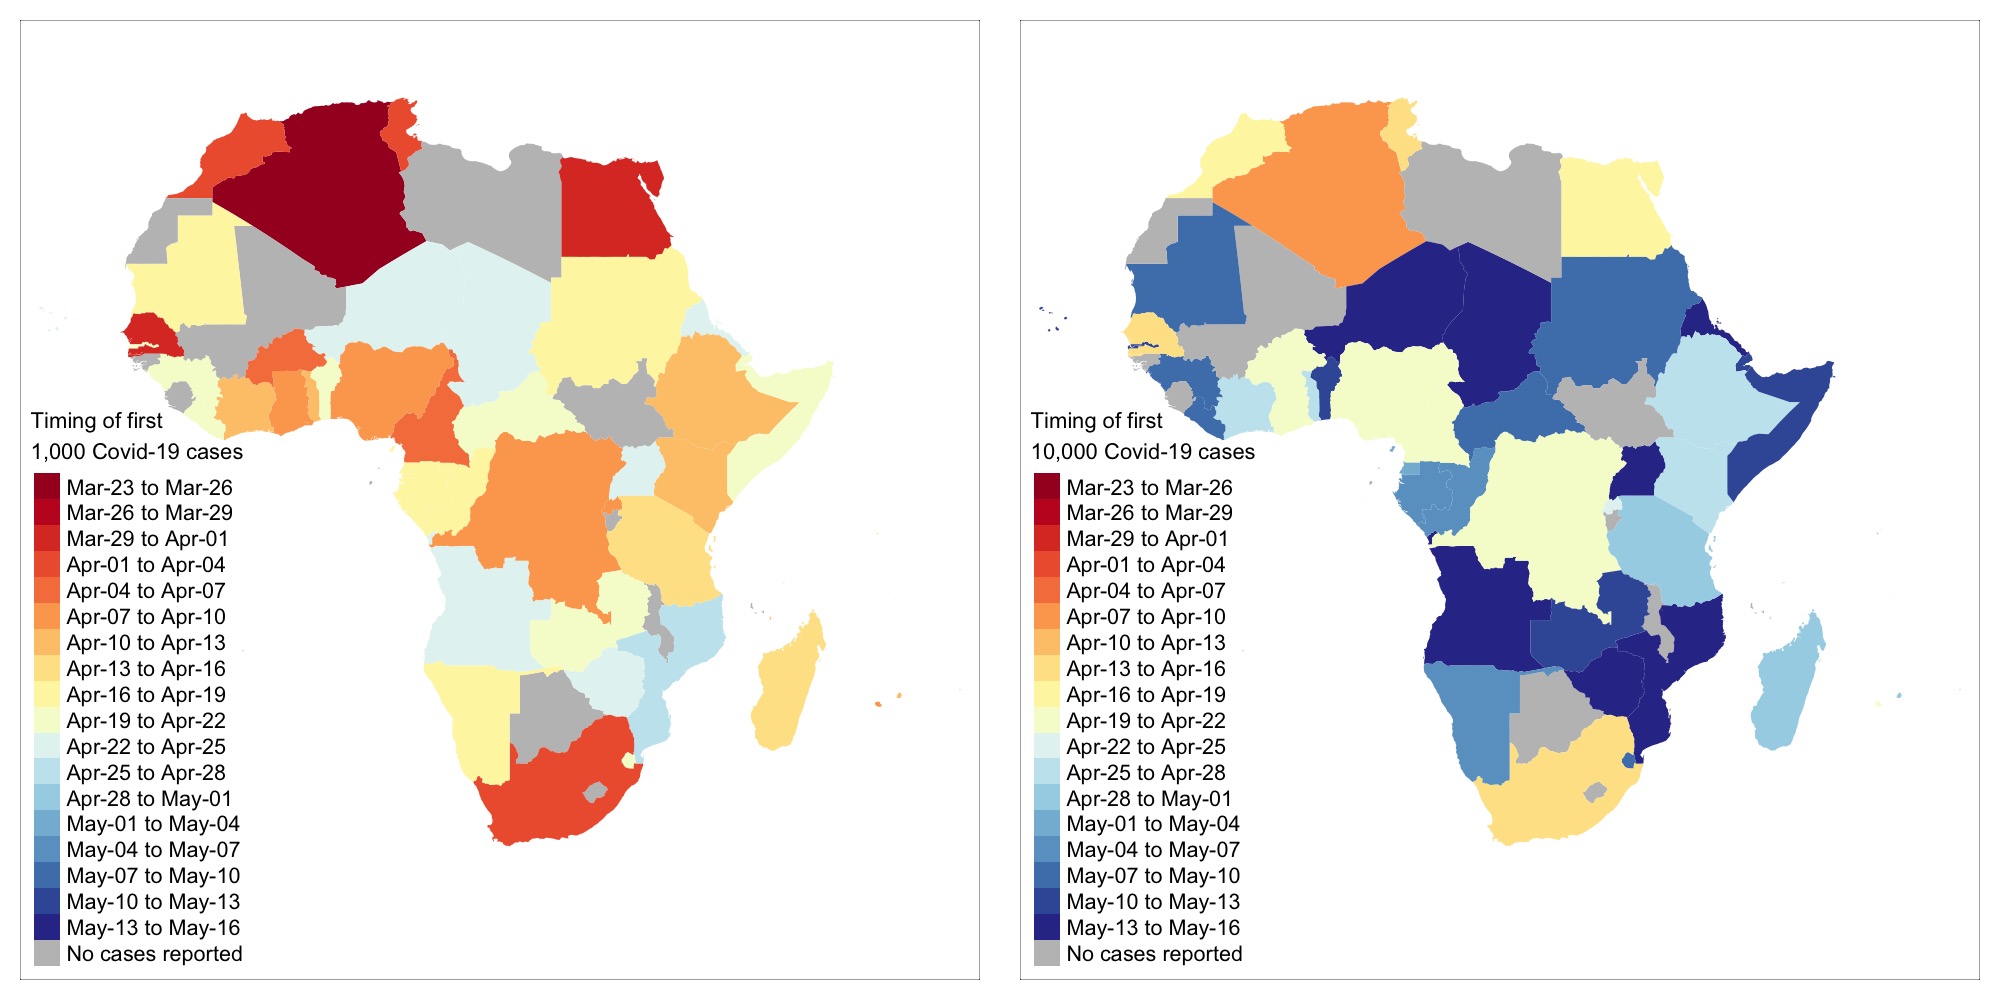 Timing of first
1,000 Covid-19 cases
Mar-23 to Mar-26
Mar-26 to Mar-29
Mar-29 to Apr-01
Apr-01 to Apr-04
Apr-04 to Apr-07
Apr-07 to Apr-10
Apr-10 to Apr-13
Apr-13 to Apr-16
Apr-16 to Apr-19
Apr-19 to Apr-22
Apr-22 to Apr-25
Apr-25 to Apr-28
Apr-28 to May-01
May-01 to May-04
May-04 to May-07
May-07 to May-10
May-10 to May-13
May-13 to May-16
No cases reported
Timing of first
10,000 Covid-19 cases
Mar-23 to Mar-26
Mar-26 to Mar-29
Mar-29 to Apr-01
Apr-01 to Apr-04
Apr-04 to Apr-07
Apr-07 to Apr-10
Apr-10 to Apr-13
Apr-13 to Apr-16
Apr-16 to Apr-19
Apr-19 to Apr-22
Apr-22 to Apr-25
Apr-25 to Apr-28
Apr-28 to May-01
May-01 to May-04
May-04 to May-07
May-07 to May-10
May-10 to May-13
May-13 to May-16
No cases reported